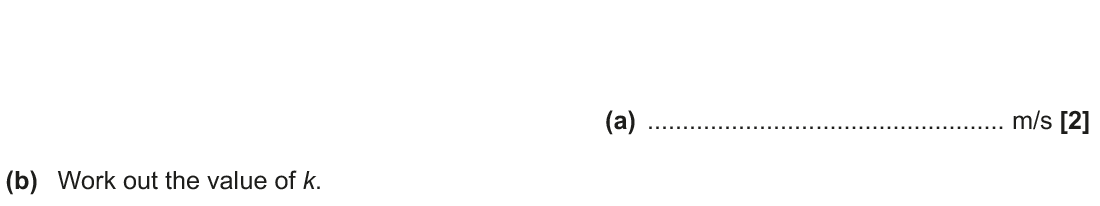 (a) .................................................... m/s [2]
(b) Work out the value of k.